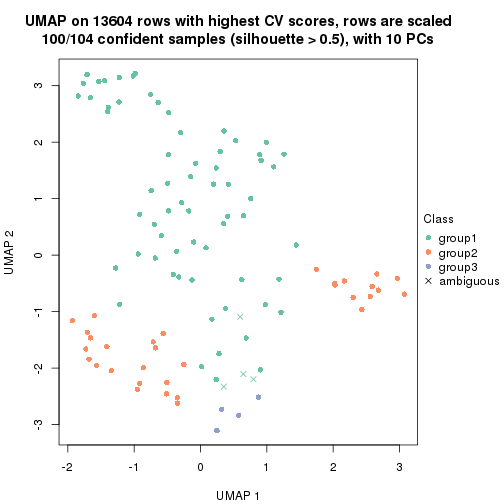 UMAP on 13604 rows with highest CV scores, rows are scaled
100/104 confident samples (silhouette > 0.5), with 10 PCs
3
2
1
0
-1
-2
-3
UMAP 2
-2
-1
0
1
2
3
UMAP 1
Class
group1
group2
group3
ambiguous